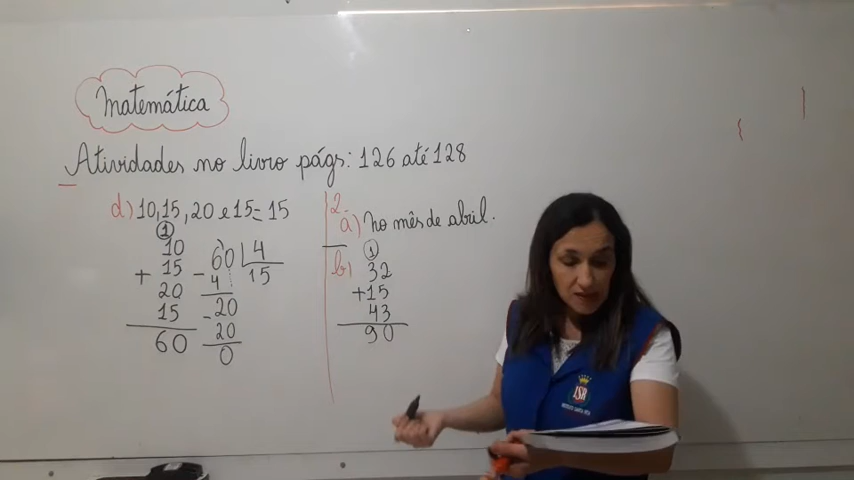 Matemática
Atividades no livro págs: 126 até 128
d) 10,15,20 e 15 = 15
1
10
+ 15
20
15
60
- 60 4
4 15
- 20
20
0
2.
a) No mês de abril.
b)
1
32
+ 15
43
90